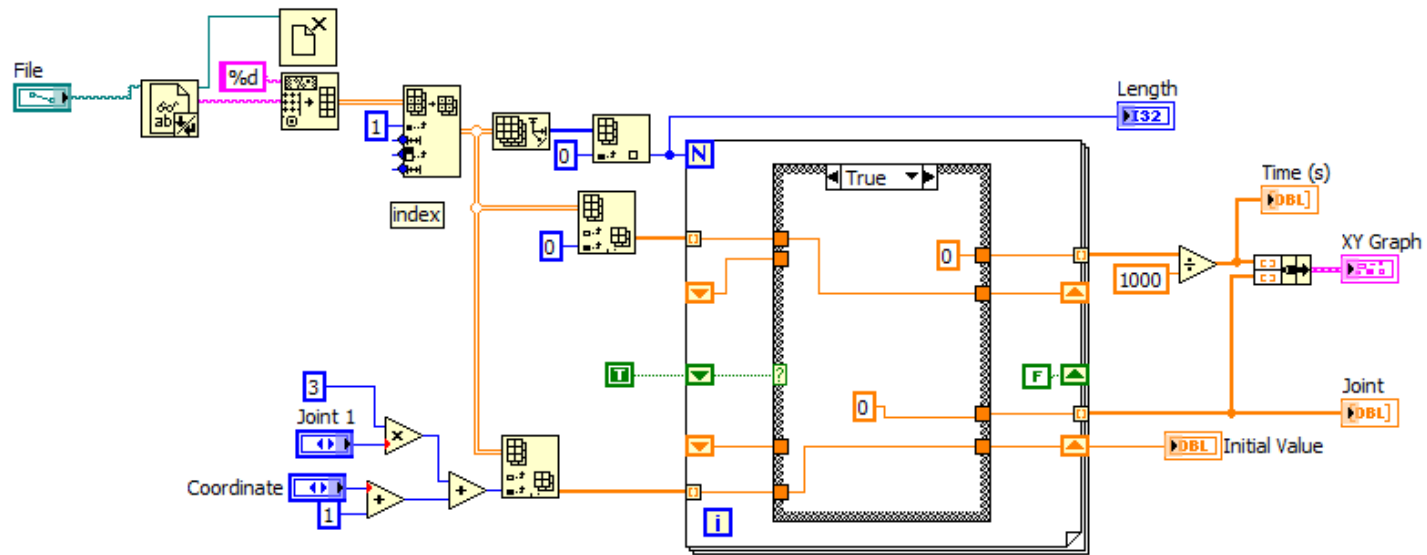 File
%d
ab
1
index
0
0
Length
I32
N
True
Time (s)
DBL]
0
1000
XY Graph
T
?
F
3
Joint 1
0
Joint
DBL]
Coordinate
1
DBL
Initial Value
i